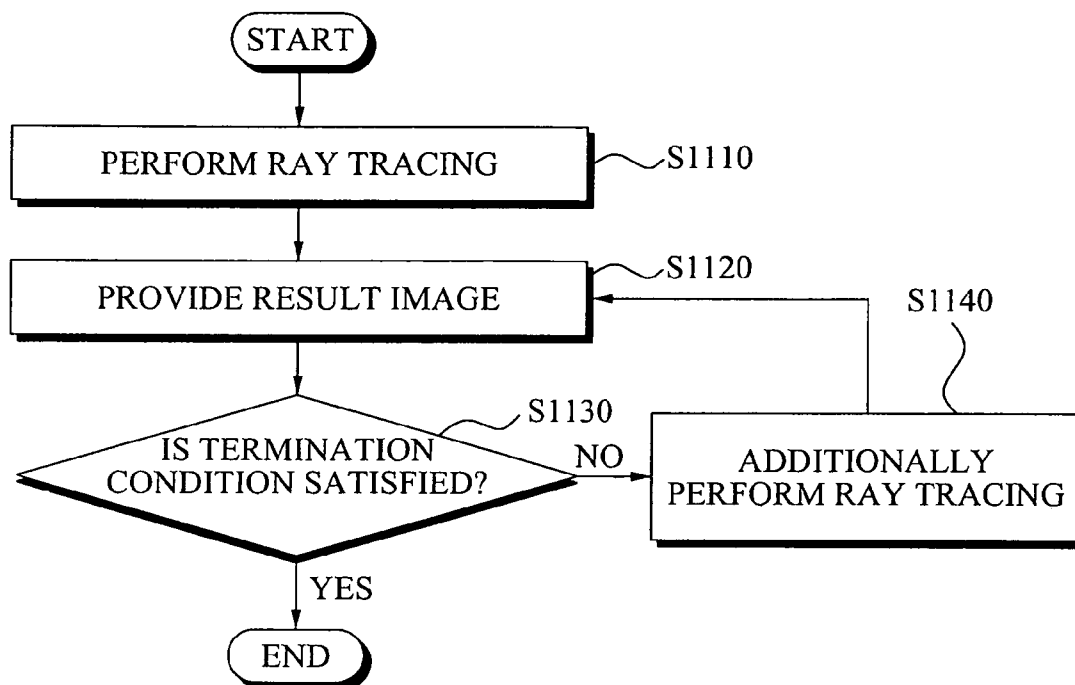 START
PERFORM RAY TRACING
S1110
PROVIDE RESULT IMAGE
S1120
S1140
IS TERMINATION
CONDITION SATISFIED?
S1130
NO
ADDITIONALLY
PERFORM RAY TRACING
YES
END